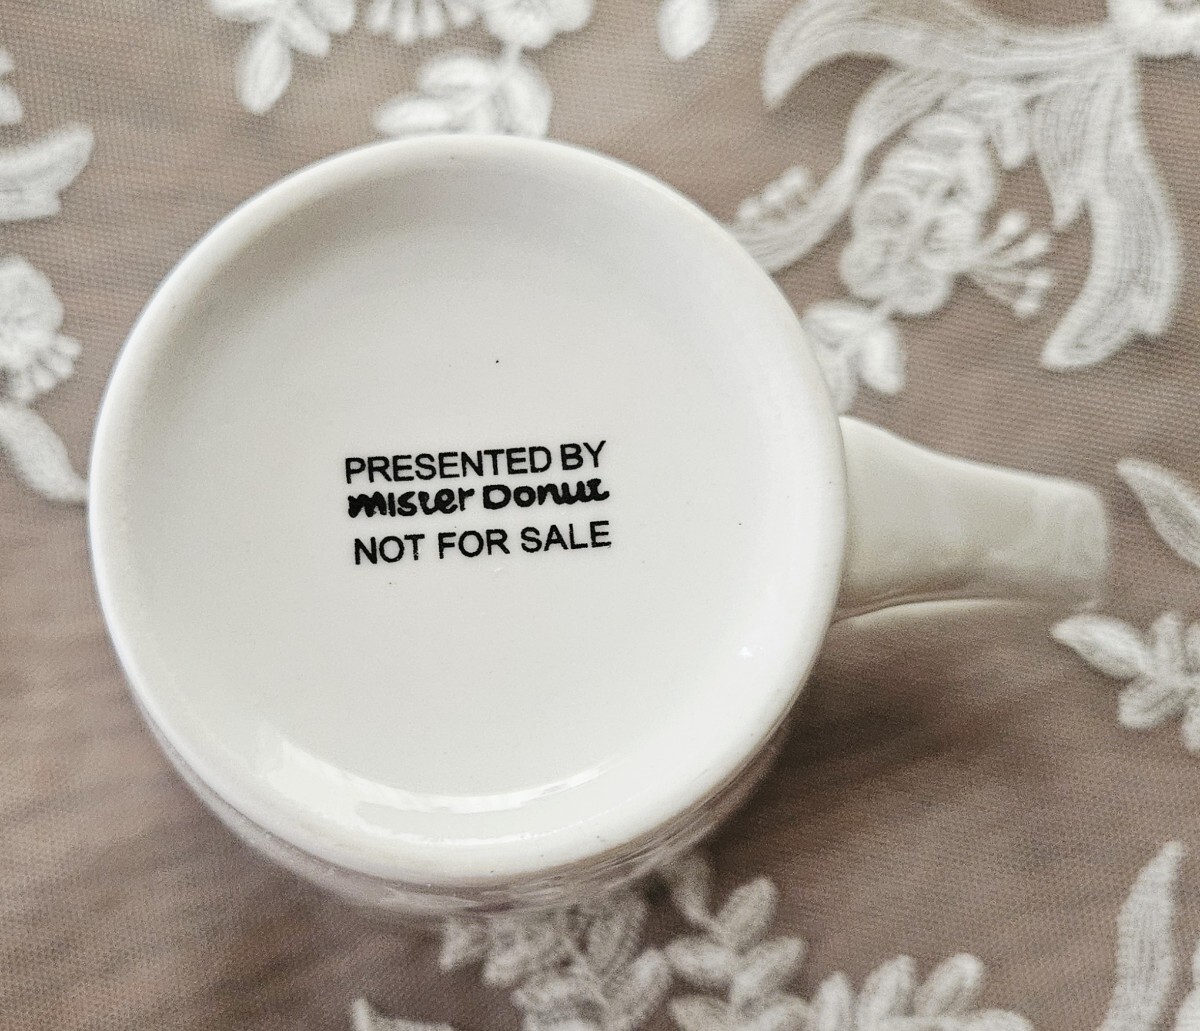 PRESENTED BY
mister Donut
NOT FOR SALE